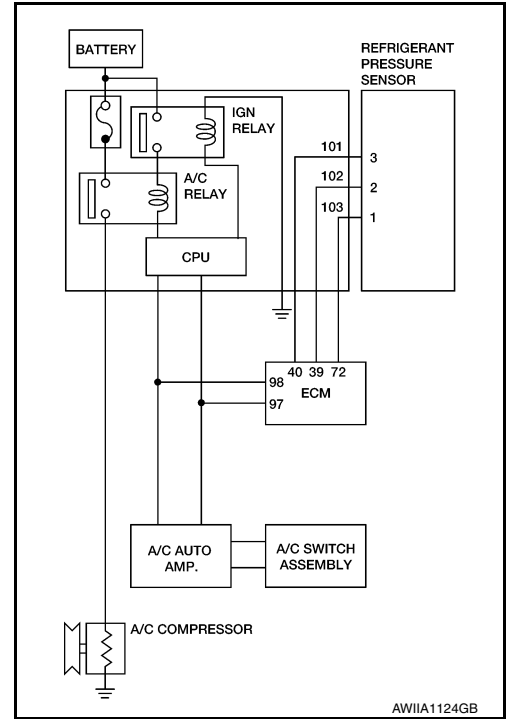 BATTERY
REFRIGERANT
PRESSURE
SENSOR
IGN
RELAY
101
3
A/C
RELAY
102
2
103
1
CPU
40 39 72
98
ECM
97
A/C AUTO
AMP.
A/C SWITCH
ASSEMBLY
A/C COMPRESSOR
AWIIA1124GB